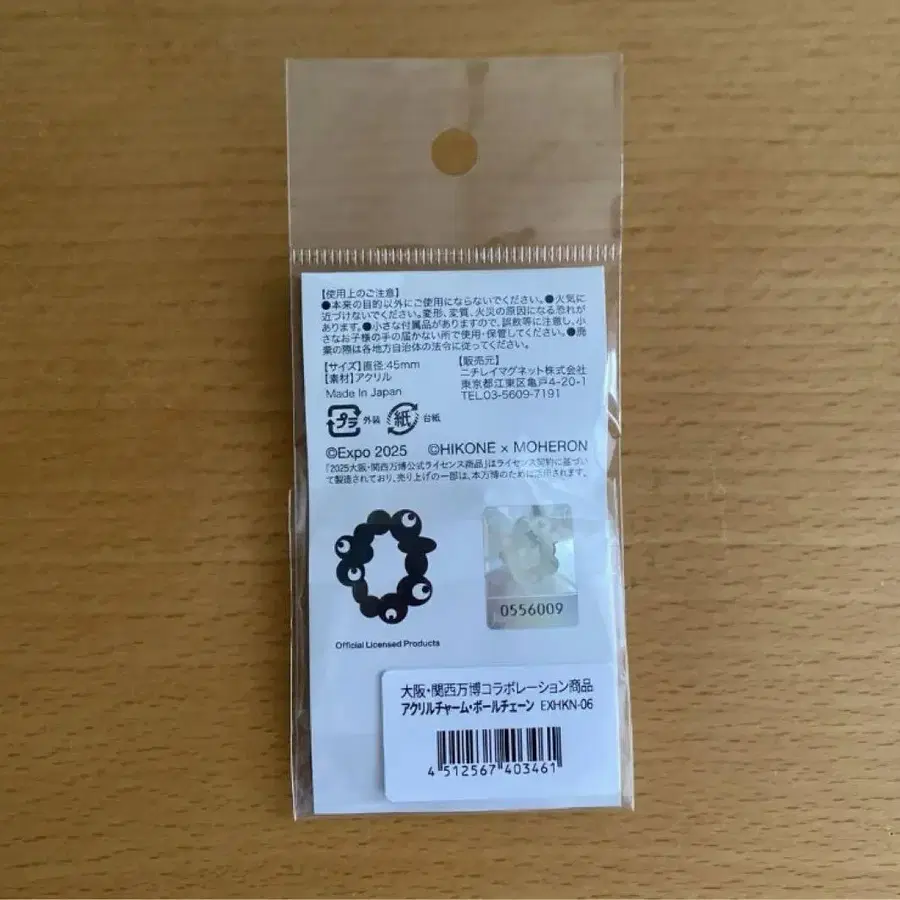 【使用上のご注意】
●本来の目的以外にご使用にならないでください。●火気に
近づけないでください。変形、変質、火災の原因になる恐れが
あります。●小さな付属品がありますので、誤飲等に注意し、小
さなお子様の手の届かない所で使用・保管してください。●廃
棄の際は各地方自治体の法令に従ってください。
【サイズ】直径:45mm
【素材】アクリル
Made In Japan
【販売元】
ニチレイマグネット株式会社
東京都江東区亀戸4-20-1
TEL.03-5609-7191
プラ 外装 紙 台紙
©Expo 2025 ©HIKONE × MOHERON
「2025大阪・関西万博公式ライセンス商品」はライセンス契約に基づい
て製造されており、売り上げの一部は、本万博のために活用されます。
0556009
Official Licensed Products
大阪・関西万博コラボレーション商品
アクリルチャーム・ボールチェーン EXHKN-06
4 512567 403461